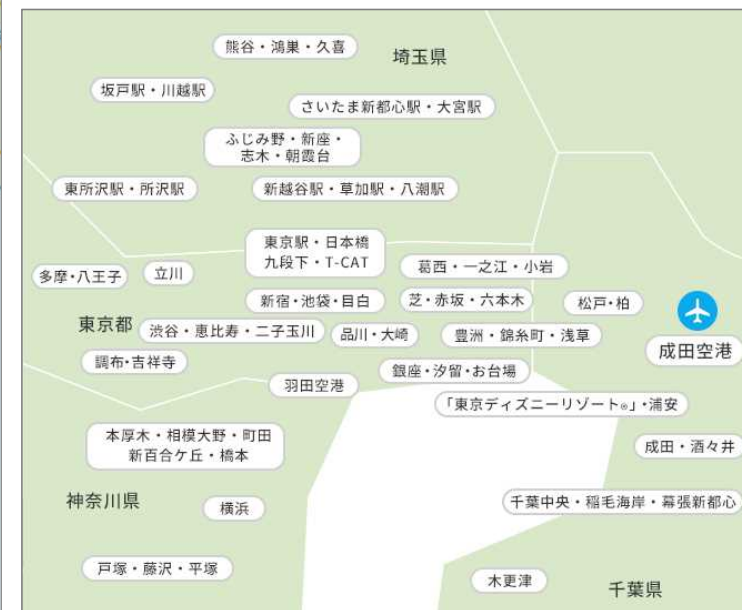 熊谷・鴻巣・久喜
埼玉県
坂戸駅・川越駅
さいたま新都心駅・大宮駅
ふじみ野・新座・
志木・朝霞台
東所沢駅・所沢駅
新越谷駅・草加駅・八潮駅
東京駅・日本橋
九段下・T-CAT
葛西・一之江・小岩
多摩・八王子
立川
新宿・池袋・目白
芝・赤坂・六本木
松戸・柏
東京都
渋谷・恵比寿・二子玉川
品川・大崎
豊洲・錦糸町・浅草
成田空港
調布・吉祥寺
銀座・汐留・お台場
羽田空港
「東京ディズニーリゾート®」・浦安
本厚木・相模大野・町田
新百合ケ丘・橋本
成田・酒々井
神奈川県
横浜
千葉中央・稲毛海岸・幕張新都心
戸塚・藤沢・平塚
木更津
千葉県